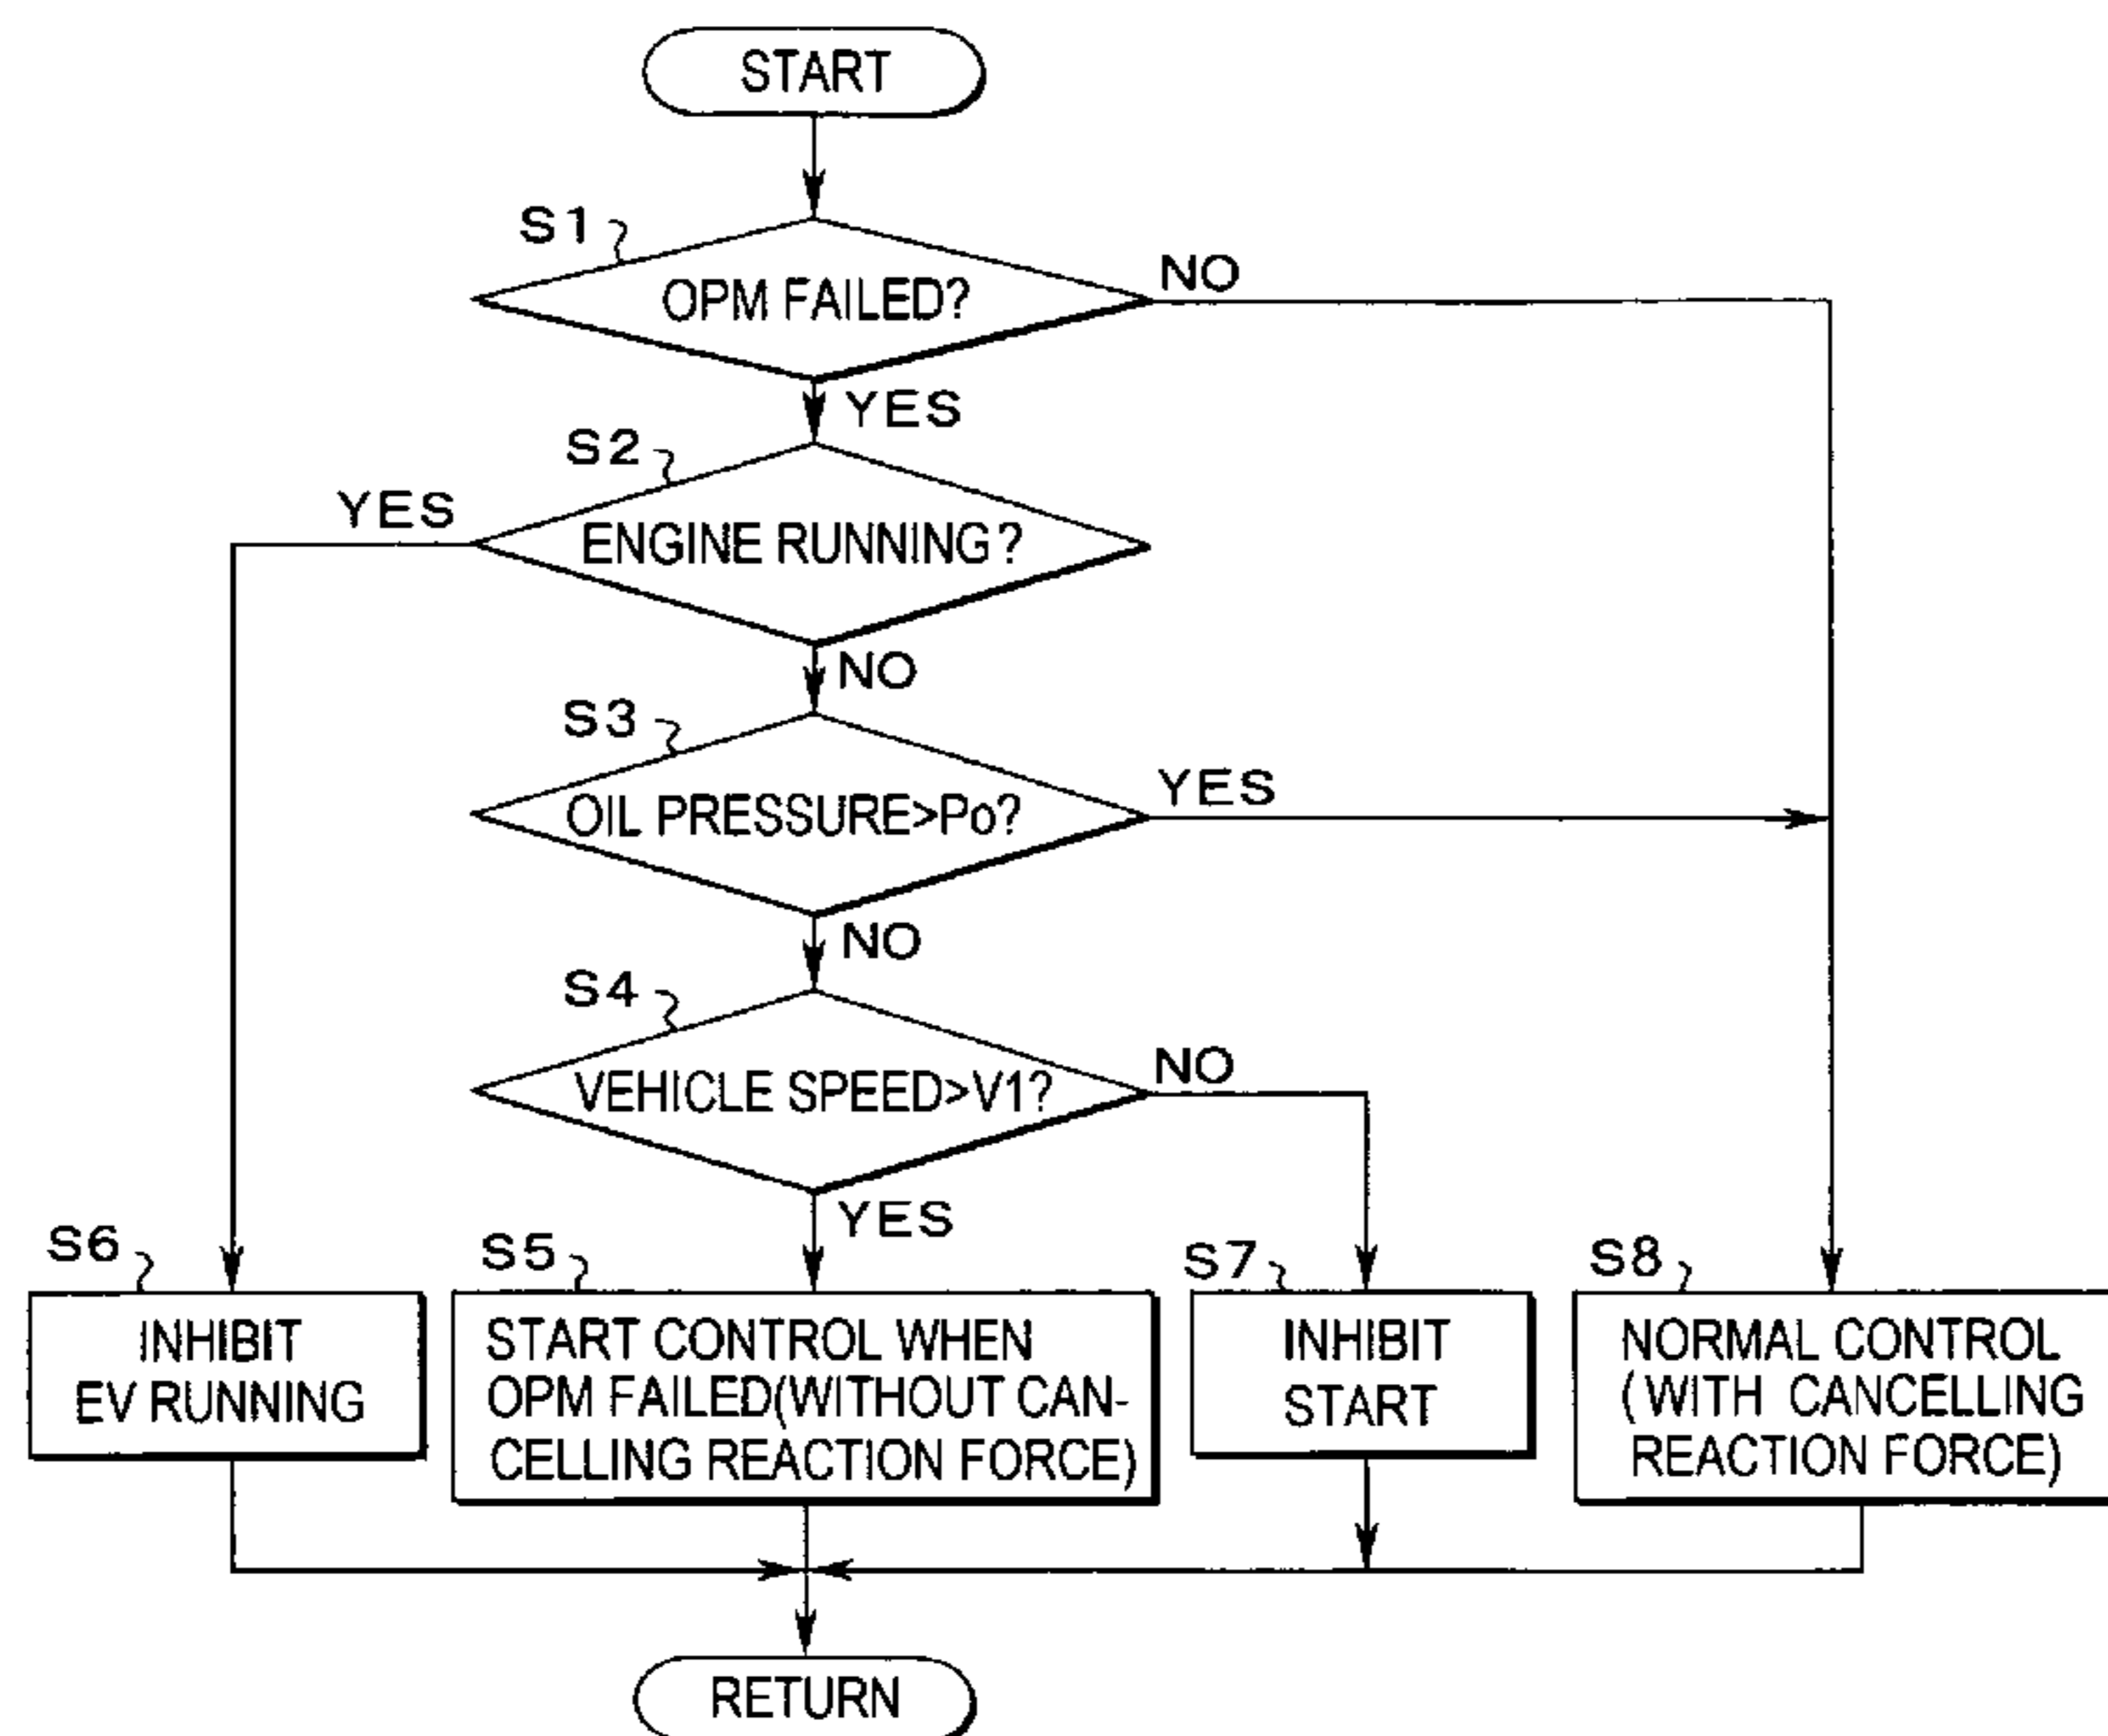 START
S1
OPM FAILED?
NO
YES
S2
YES
ENGINE RUNNING?
NO
S3
OIL PRESSURE>Po?
YES
NO
S4
VEHICLE SPEED>V1?
NO
YES
S6
INHIBIT
EV RUNNING
S5
START CONTROL WHEN
OPM FAILED(WITHOUT CAN-
CELLING REACTION FORCE)
S7
INHIBIT
START
S8
NORMAL CONTROL
(WITH CANCELLING
REACTION FORCE)
RETURN